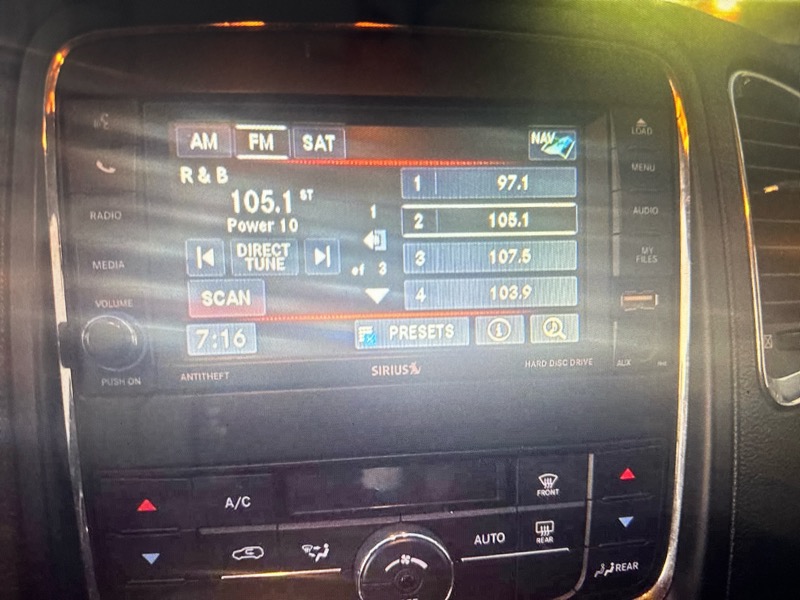 LOAD
AM FM SAT NAV
MENU
R & B
1 97.1
105.1 ST
RADIO
AUDIO
1
2 105.1
Power 10
DIRECT
TUNE
MY
FILES
3 107.5
MEDIA
of 3
SCAN
4 103.9
VOLUME
7:16
PRESETS
PUSH ON
ANTITHEFT
SIRIUS
HARD DISC DRIVE
AUX
A/C
FRONT
AUTO
REAR
REAR